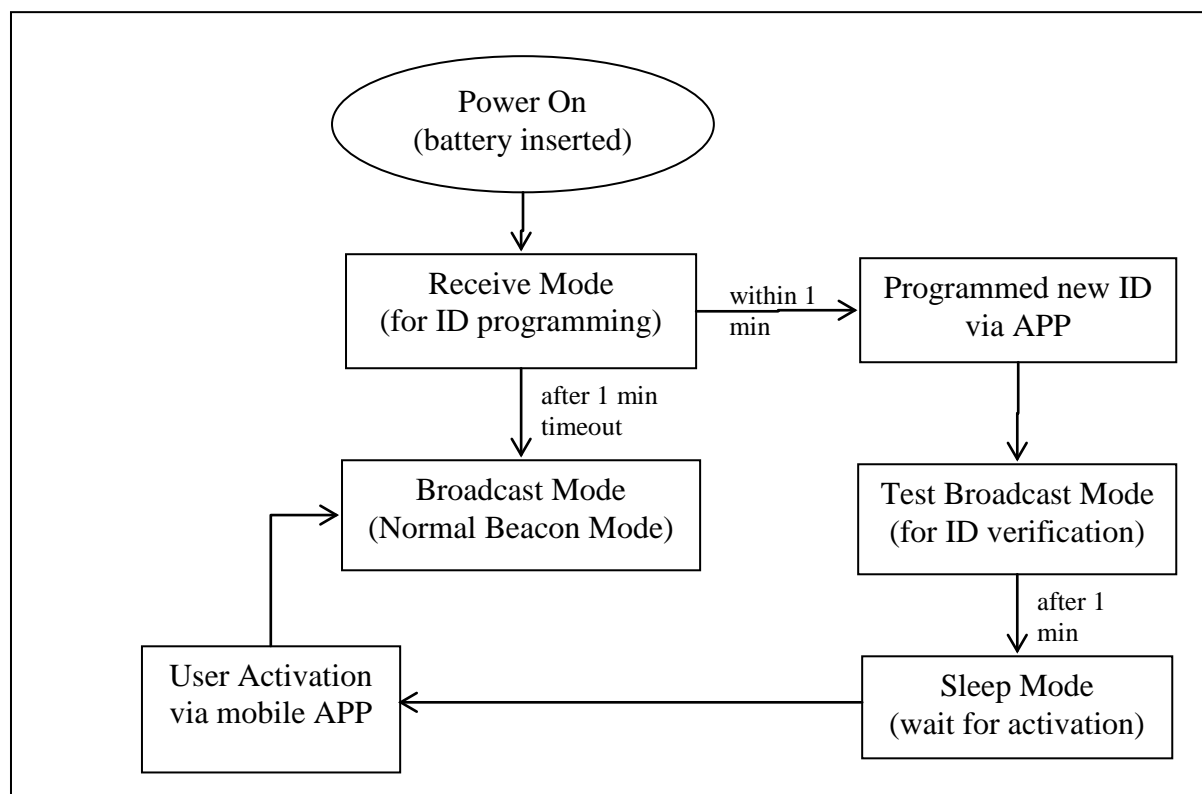 Power On
(battery inserted)
Receive Mode
(for ID programming)
within 1
min
Programmed new ID
via APP
after 1 min
timeout
Broadcast Mode
(Normal Beacon Mode)
Test Broadcast Mode
(for ID verification)
after 1
min
User Activation
via mobile APP
Sleep Mode
(wait for activation)